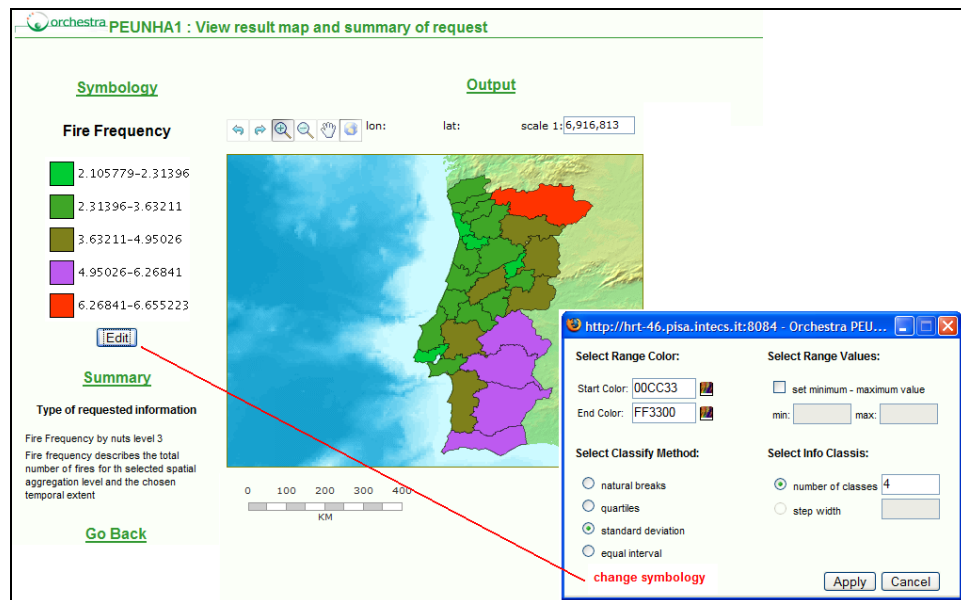 orchestra PEUNHA1 : View result map and summary of request
Symbology
Fire Frequency
2.105779-2.31396
2.31396-3.63211
3.63211-4.95026
4.95026-6.26841
6.26841-6.655223
Edit
Summary
Type of requested information
Fire Frequency by nuts level 3
Fire frequency describes the total
number of fires for th selected spatial
aggregation level and the chosen
temporal extent
Go Back
Output
lon: lat: scale 1: 6,916,813
0 100 200 300 400
KM
http://hrt-46.pisa.intecs.it:8084 - Orchestra PEU...
Select Range Color:
Start Color: 00CC33
End Color: FF3300
Select Range Values:
set minimum - maximum value
min: max:
Select Classify Method:
natural breaks
quartiles
standard deviation
equal interval
Select Info Classis:
number of classes 4
step width
change symbology
Apply Cancel